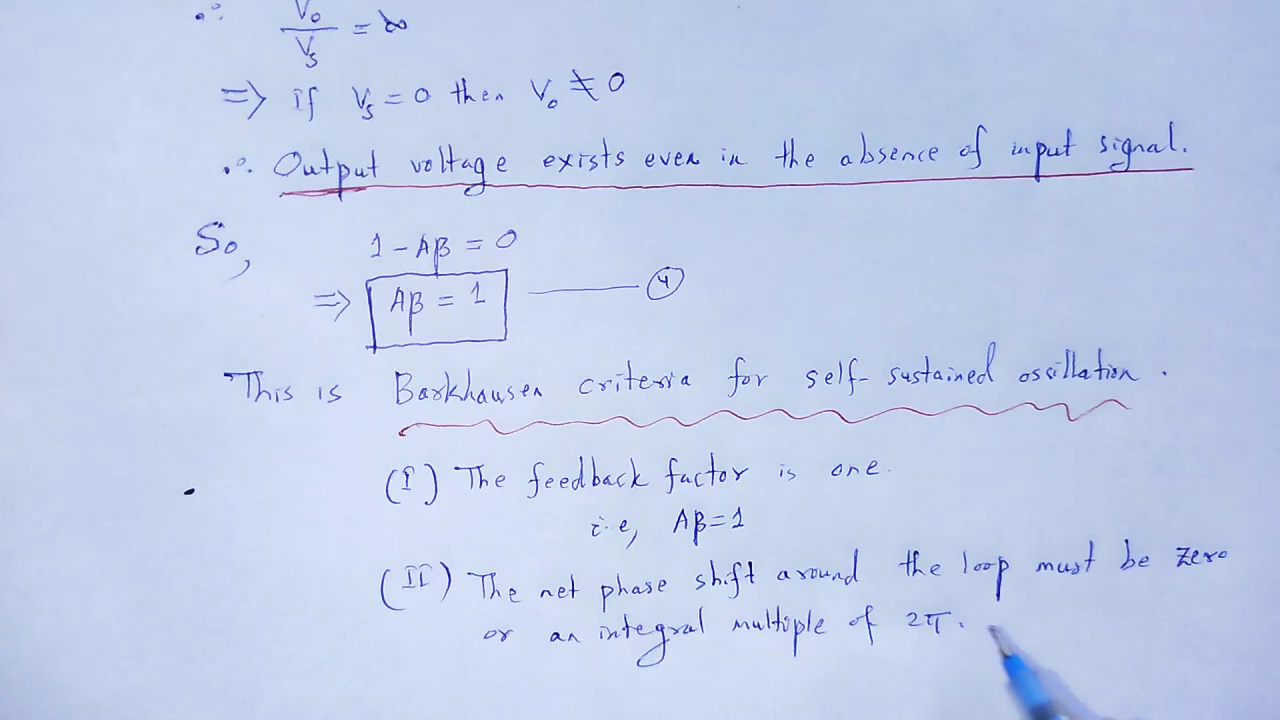 ∴ Vo/Vs = ∞
⇒ if Vs = 0 then Vo ≠ 0
∴ Output voltage exists even in the absence of input signal.
So, 1 - Aβ = 0
⇒ Aβ = 1 ④
This is Barkhausen criteria for self-sustained oscillation.
(I) The feedback factor is one.
i.e, Aβ=1
(II) The net phase shift around the loop must be zero
or an integral multiple of 2π.